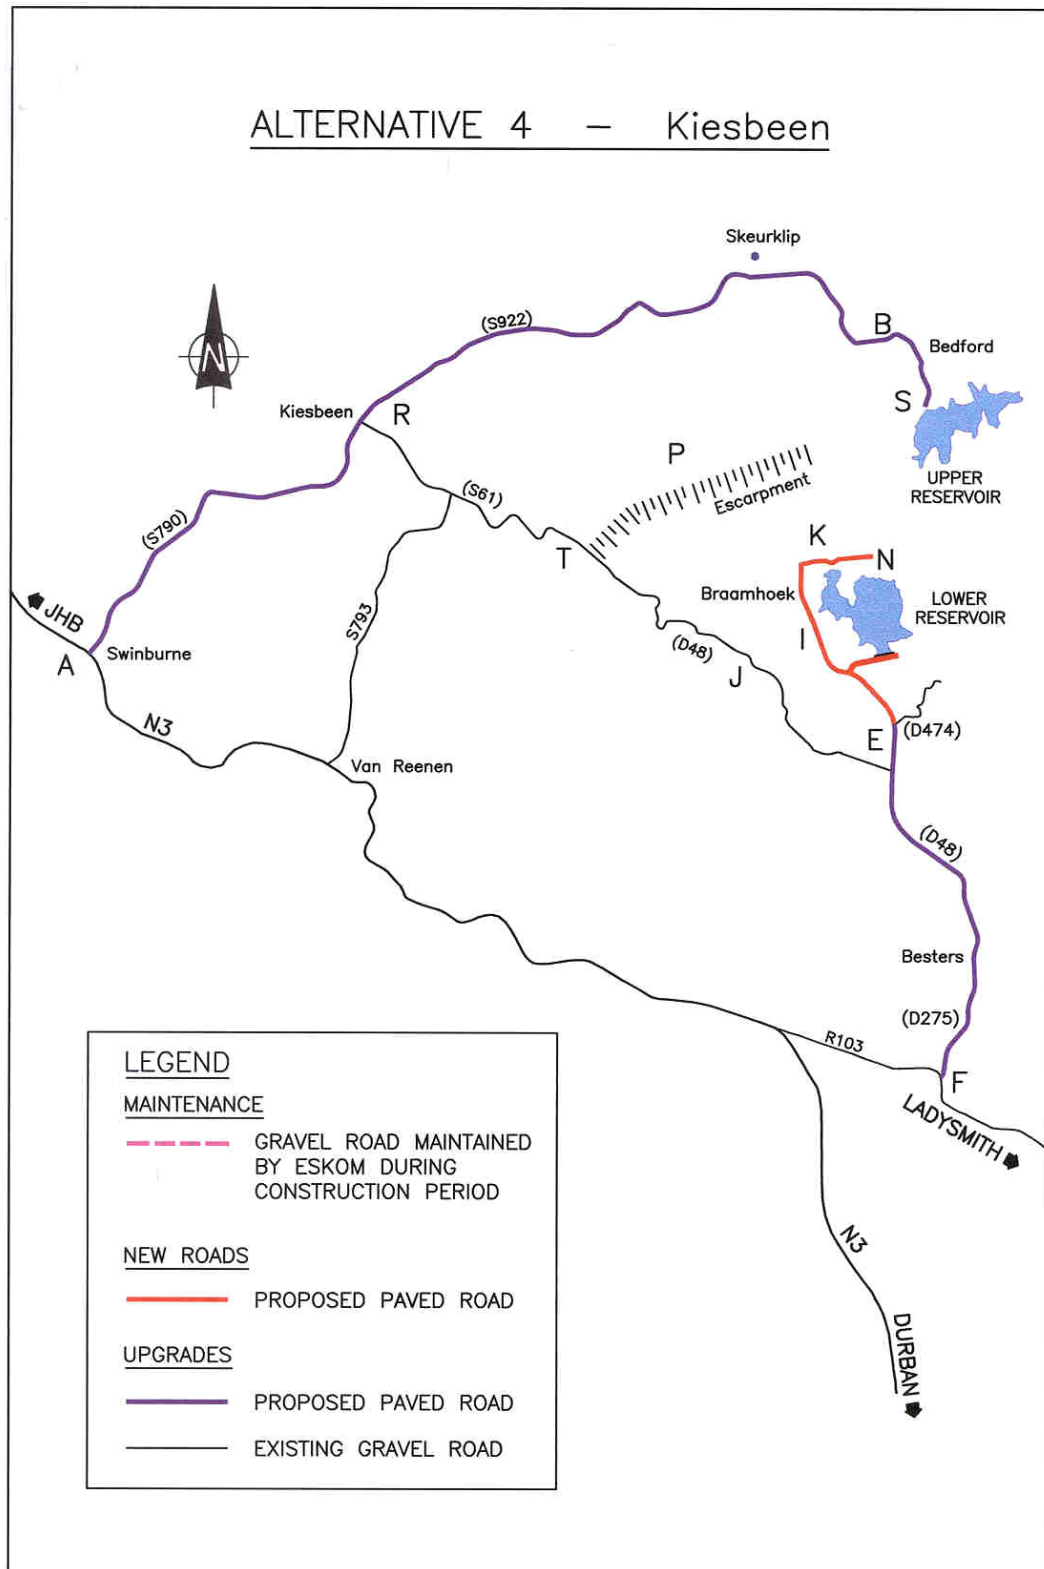 ALTERNATIVE 4 – Kiesbeen
Skeurklip
(S922)
B
Bedford
N
S
Kiesbeen
R
P
UPPER
RESERVOIR
Escarpment
(S61)
(S790)
T
K
N
Braamhoek
LOWER
RESERVOIR
JHB
S793
I
A
Swinburne
(D48)
J
N3
(D474)
E
Van Reenen
(D48)
Besters
(D275)
R103
F
LADYSMITH
N3
DURBAN
LEGEND
MAINTENANCE
GRAVEL ROAD MAINTAINED
BY ESKOM DURING
CONSTRUCTION PERIOD
NEW ROADS
PROPOSED PAVED ROAD
UPGRADES
PROPOSED PAVED ROAD
EXISTING GRAVEL ROAD